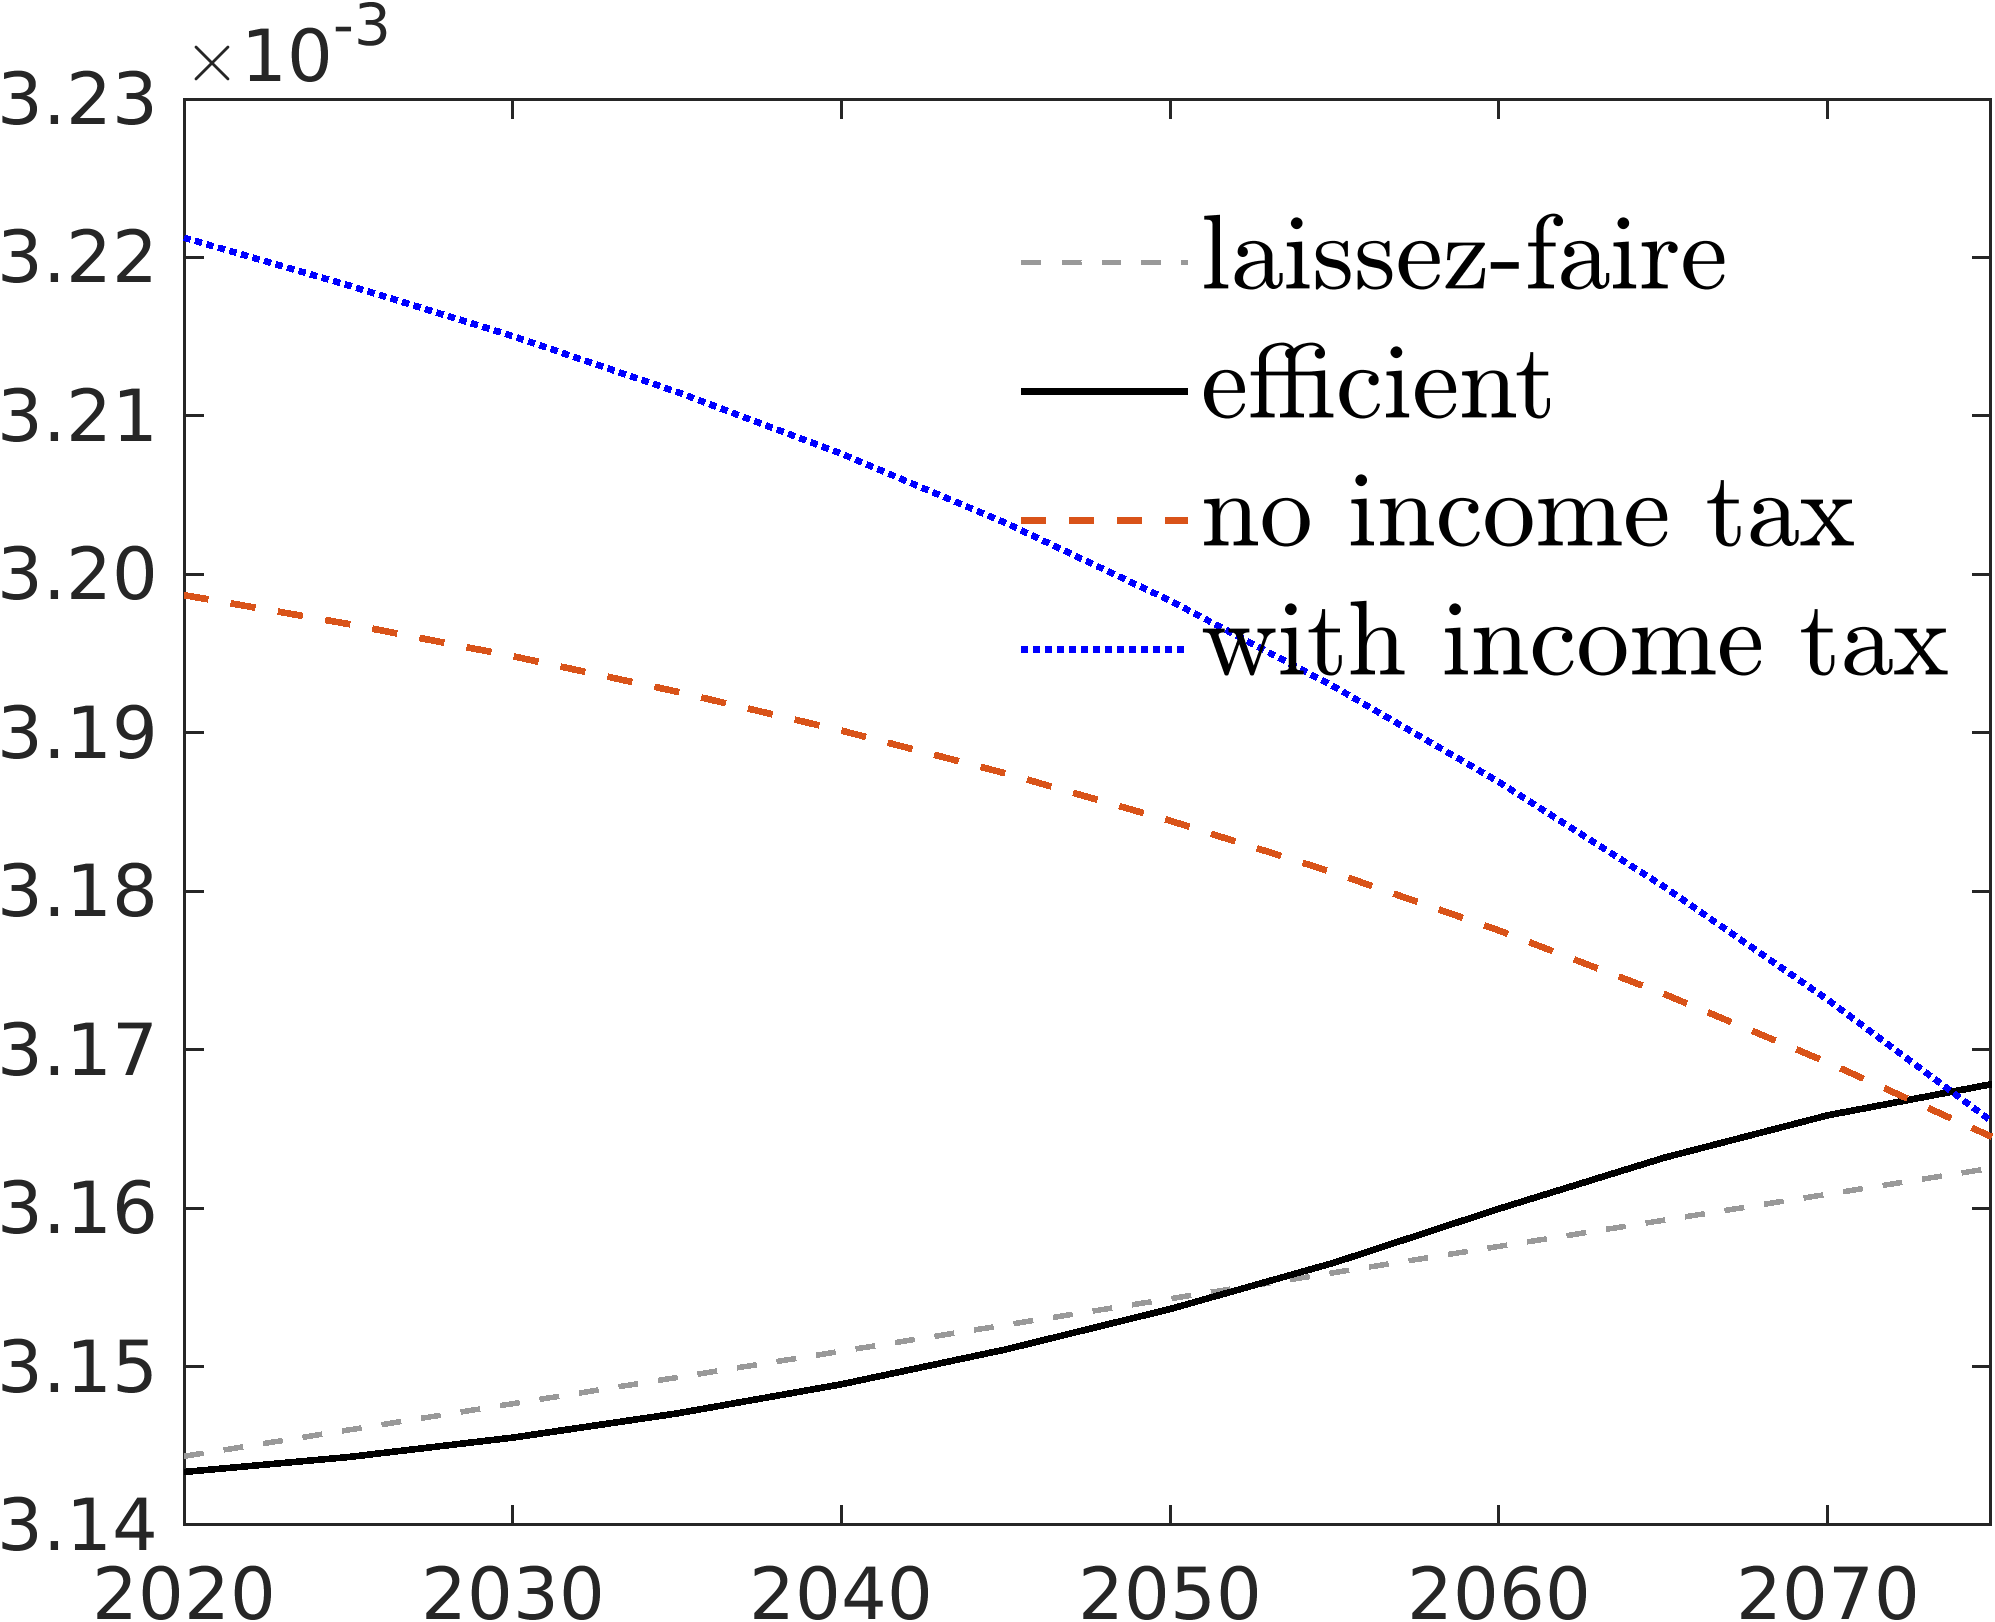 ×10-3
3.23
3.22
3.21
3.20
3.19
3.18
3.17
3.16
3.15
3.14
laissez-faire
efficient
no income tax
with income tax
2020 2030 2040 2050 2060 2070